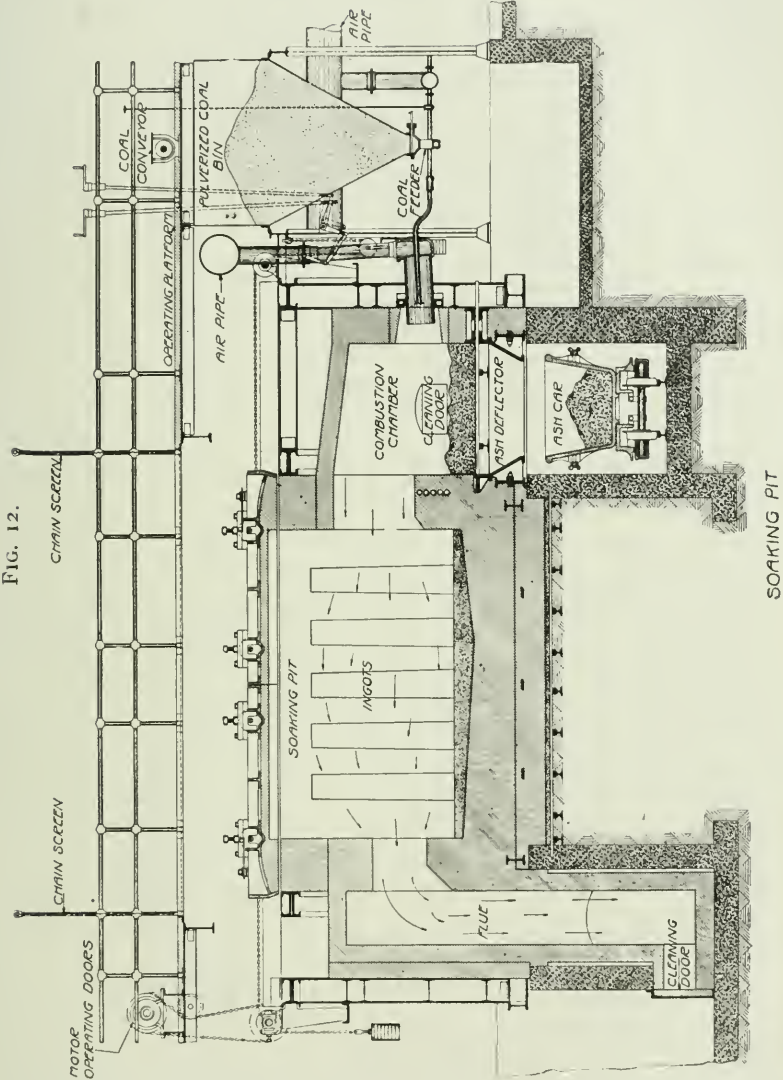 FIG. 12.
MOTOR
OPERATING DOORS
CHAIN SCREEN
CHAIN SCREEN
COAL
CONVEYOR
OPERATING PLATFORM
PULVERIZED COAL
BIN
AIR
PIPE
AIR PIPE
COAL
FEEDER
SOAKING PIT
INGOTS
COMBUSTION
CHAMBER
CLEANING
DOOR
ASH DEFLECTOR
ASH CAR
FLUE
CLEANING
DOOR
SOAKING PIT